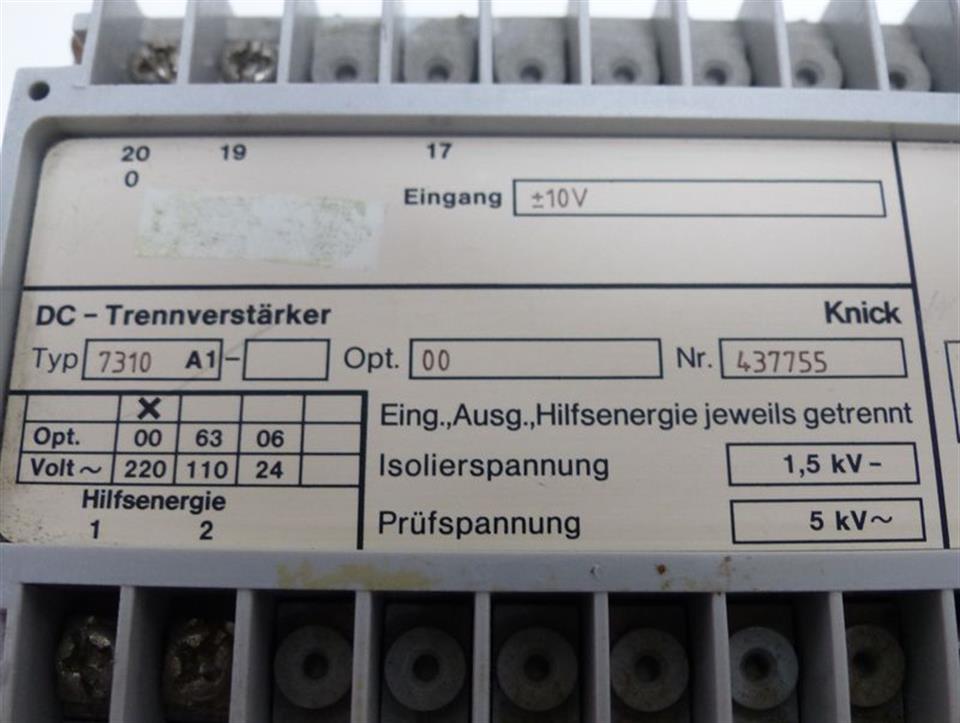 20 19 17
0
Eingang ±10V
DC - Trennverstärker Knick
Typ 7310 A1- Opt. 00 Nr. 437755
X
Opt. 00 63 06
Volt~ 220 110 24
Hilfsenergie
1 2
Eing.,Ausg.,Hilfsenergie jeweils getrennt
Isolierspannung 1,5 kV-
Prüfspannung 5 kV~